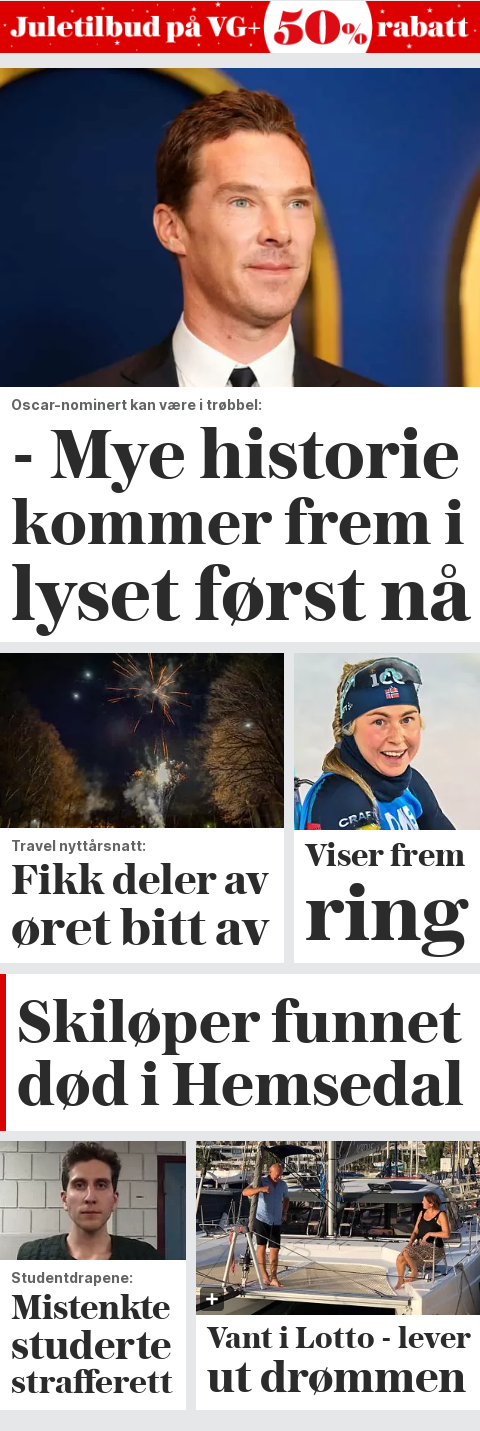 Juletilbud på VG+ 50% rabatt
Oscar-nominert kan være i trøbbel:
- Mye historie
kommer frem i
lyset først nå
icc
CRAFT
Travel nyttårsnatt:
Fikk deler av
øret bitt av
Viser frem
ring
Skiløper funnet
død i Hemsedal
Studentdrapene:
Mistenkte
studerte
strafferett
+
Vant i Lotto - lever
ut drømmen